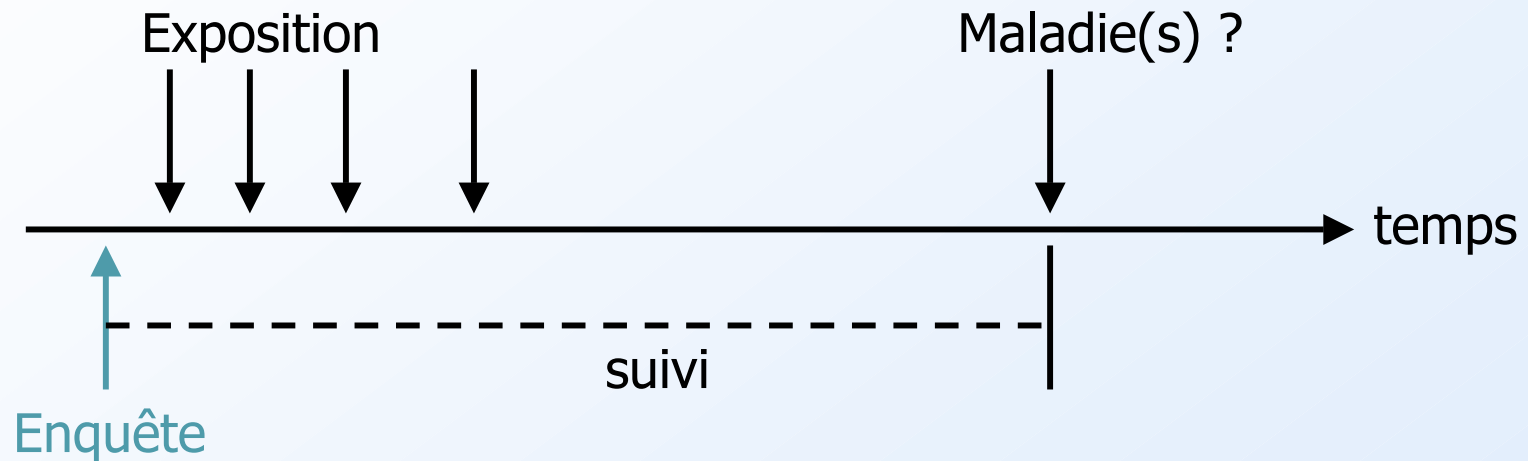 Exposition
Maladie(s) ?
temps
suivi
Enquête